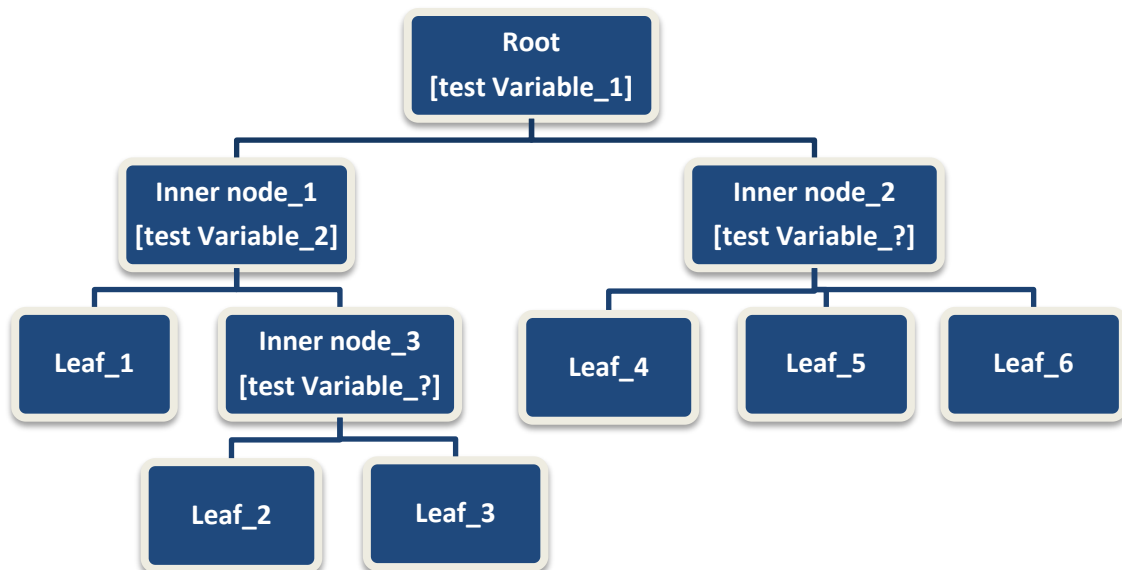 Root
[test Variable_1]
Inner node_1
[test Variable_2]
Inner node_2
[test Variable_?]
Leaf_1
Inner node_3
[test Variable_?]
Leaf_4
Leaf_5
Leaf_6
Leaf_2
Leaf_3